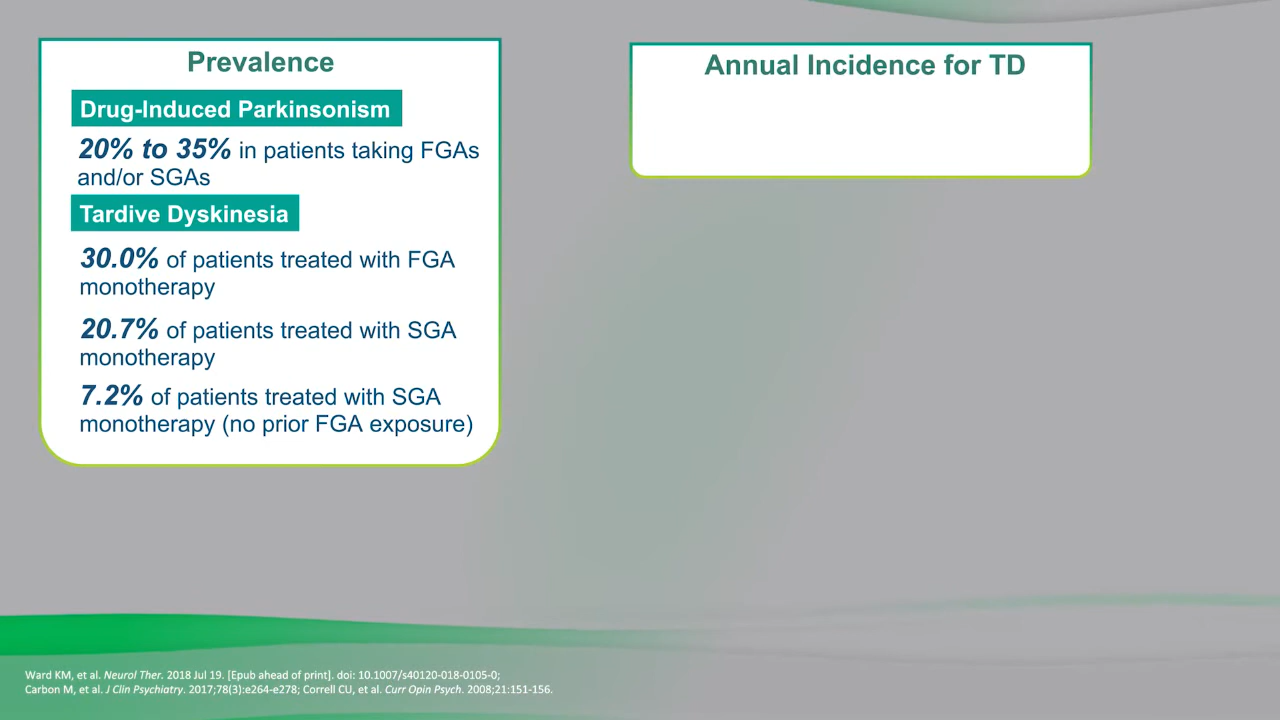 Prevalence
Drug-Induced Parkinsonism
20% to 35% in patients taking FGAs
and/or SGAs
Tardive Dyskinesia
30.0% of patients treated with FGA
monotherapy
20.7% of patients treated with SGA
monotherapy
7.2% of patients treated with SGA
monotherapy (no prior FGA exposure)
Annual Incidence for TD
Ward KM, et al. Neurol Ther. 2018 Jul 19. [Epub ahead of print]. doi: 10.1007/s40120-018-0105-0;
Carbon M, et al. J Clin Psychiatry. 2017;78(3):e264-e278; Correll CU, et al. Curr Opin Psych. 2008;21:151-156.